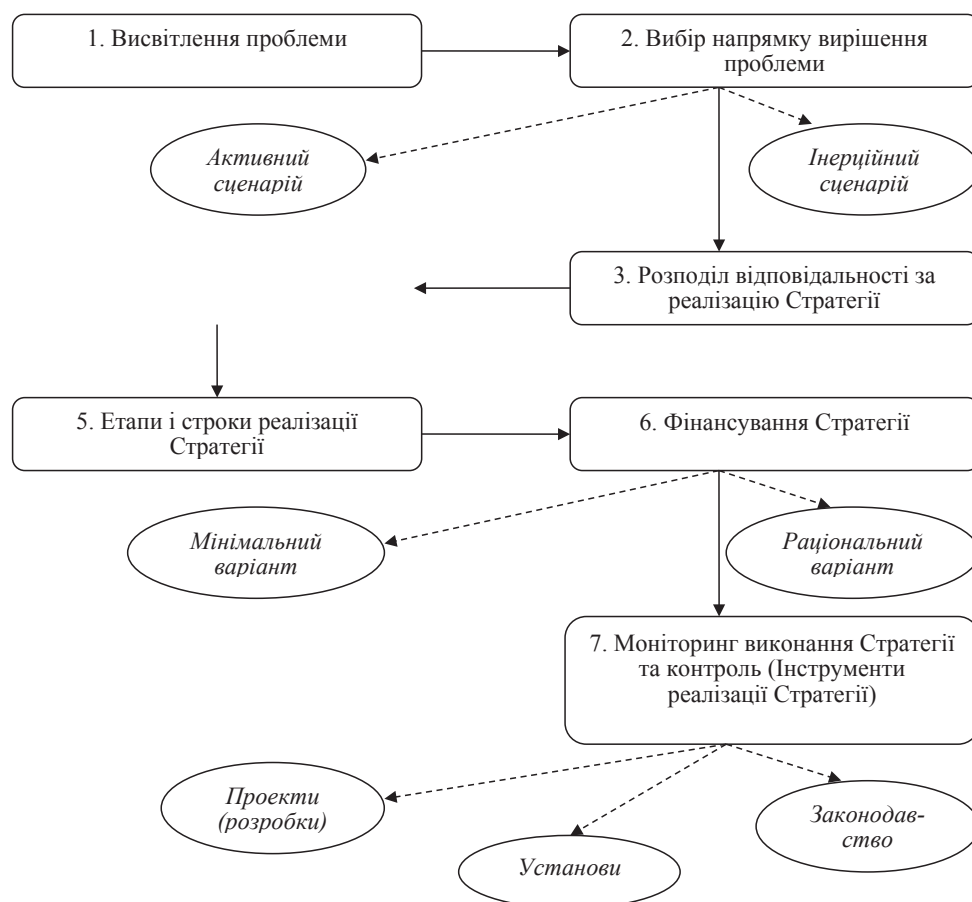 1. Висвітлення проблеми
2. Вибір напрямку вирішення
проблеми
Активний
сценарій
Інерційний
сценарій
3. Розподіл відповідальності за
реалізацію Стратегії
5. Етапи і строки реалізації
Стратегії
6. Фінансування Стратегії
Мінімальний
варіант
Раціональний
варіант
7. Моніторинг виконання Стратегії
та контроль (Інструменти
реалізації Стратегії)
Проекти
(розробки)
Законодав-
ство
Установи